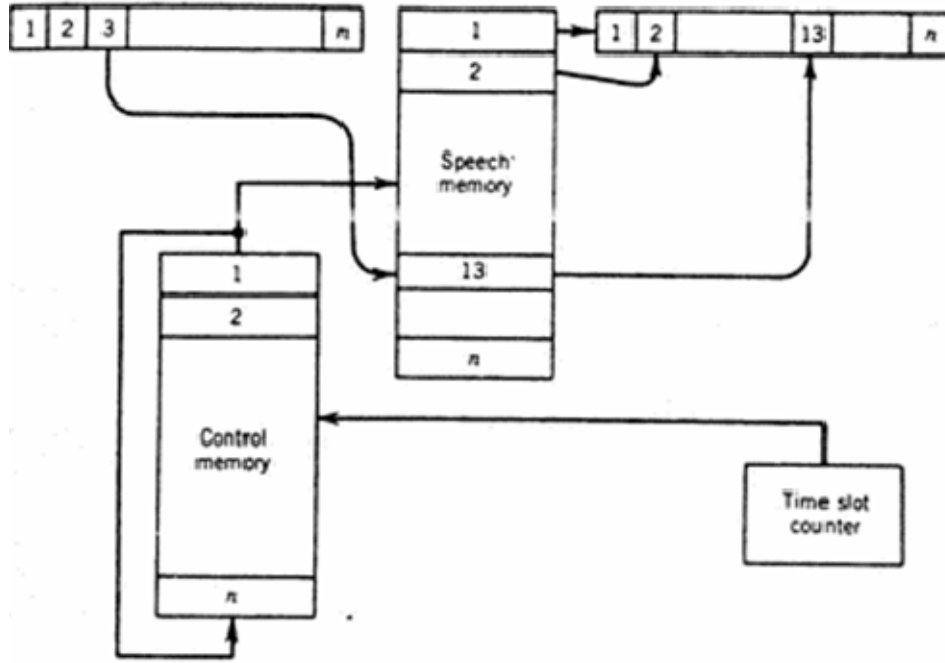 1 2 3 n
1
2
Speech
memory
13
n
1 2 13 n
1
2
Control
memory
n
Time slot
counter